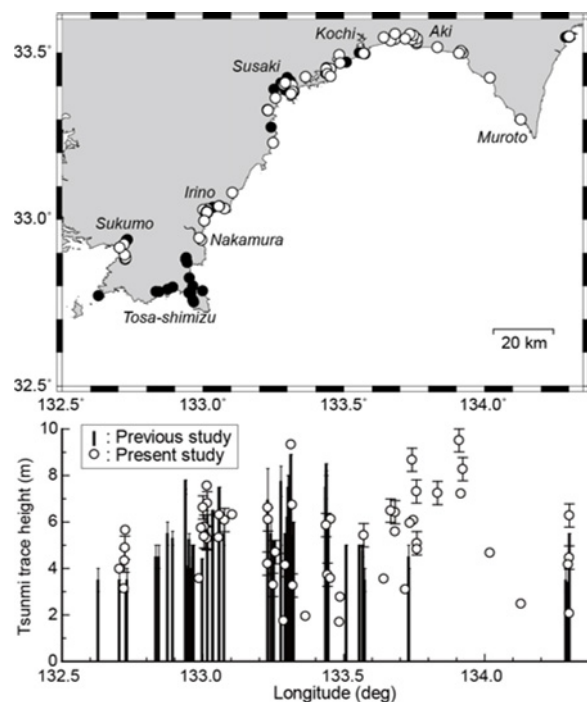 33.5°
33.0°
32.5°
Kochi
Aki
Susaki
Muroto
Irino
Sukumo
Nakamura
Tosa-shimizu
20 km
132.5°
133.0°
133.5°
134.0°
10
8
6
4
2
0
Tsunmi trace height (m)
: Previous study
: Present study
132.5
133.0
133.5
134.0
Longitude (deg)